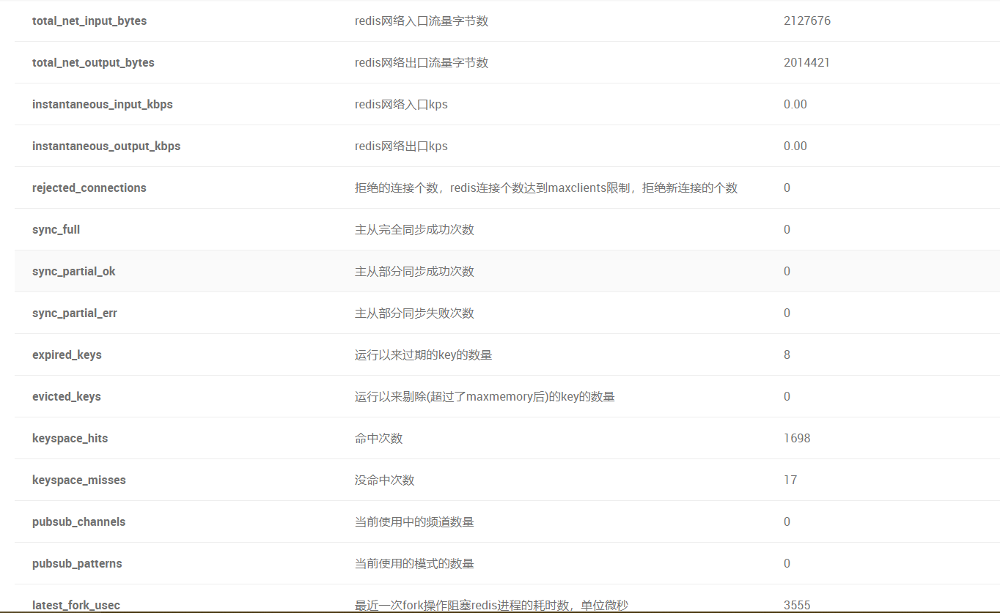 total_net_input_bytes redis网络入口流量字节数 2127676
total_net_output_bytes redis网络出口流量字节数 2014421
instantaneous_input_kbps redis网络入口kps 0.00
instantaneous_output_kbps redis网络出口kps 0.00
rejected_connections 拒绝的连接个数，redis连接个数达到maxclients限制，拒绝新连接的个数 0
sync_full 主从完全同步成功次数 0
sync_partial_ok 主从部分同步成功次数 0
sync_partial_err 主从部分同步失败次数 0
expired_keys 运行以来过期的key的数量 8
evicted_keys 运行以来剔除(超过了maxmemory后)的key的数量 0
keyspace_hits 命中次数 1698
keyspace_misses 没命中次数 17
pubsub_channels 当前使用中的频道数量 0
pubsub_patterns 当前使用的模式的数量 0
latest_fork_usec 最近一次fork操作阻塞redis进程的耗时数，单位微秒 3555